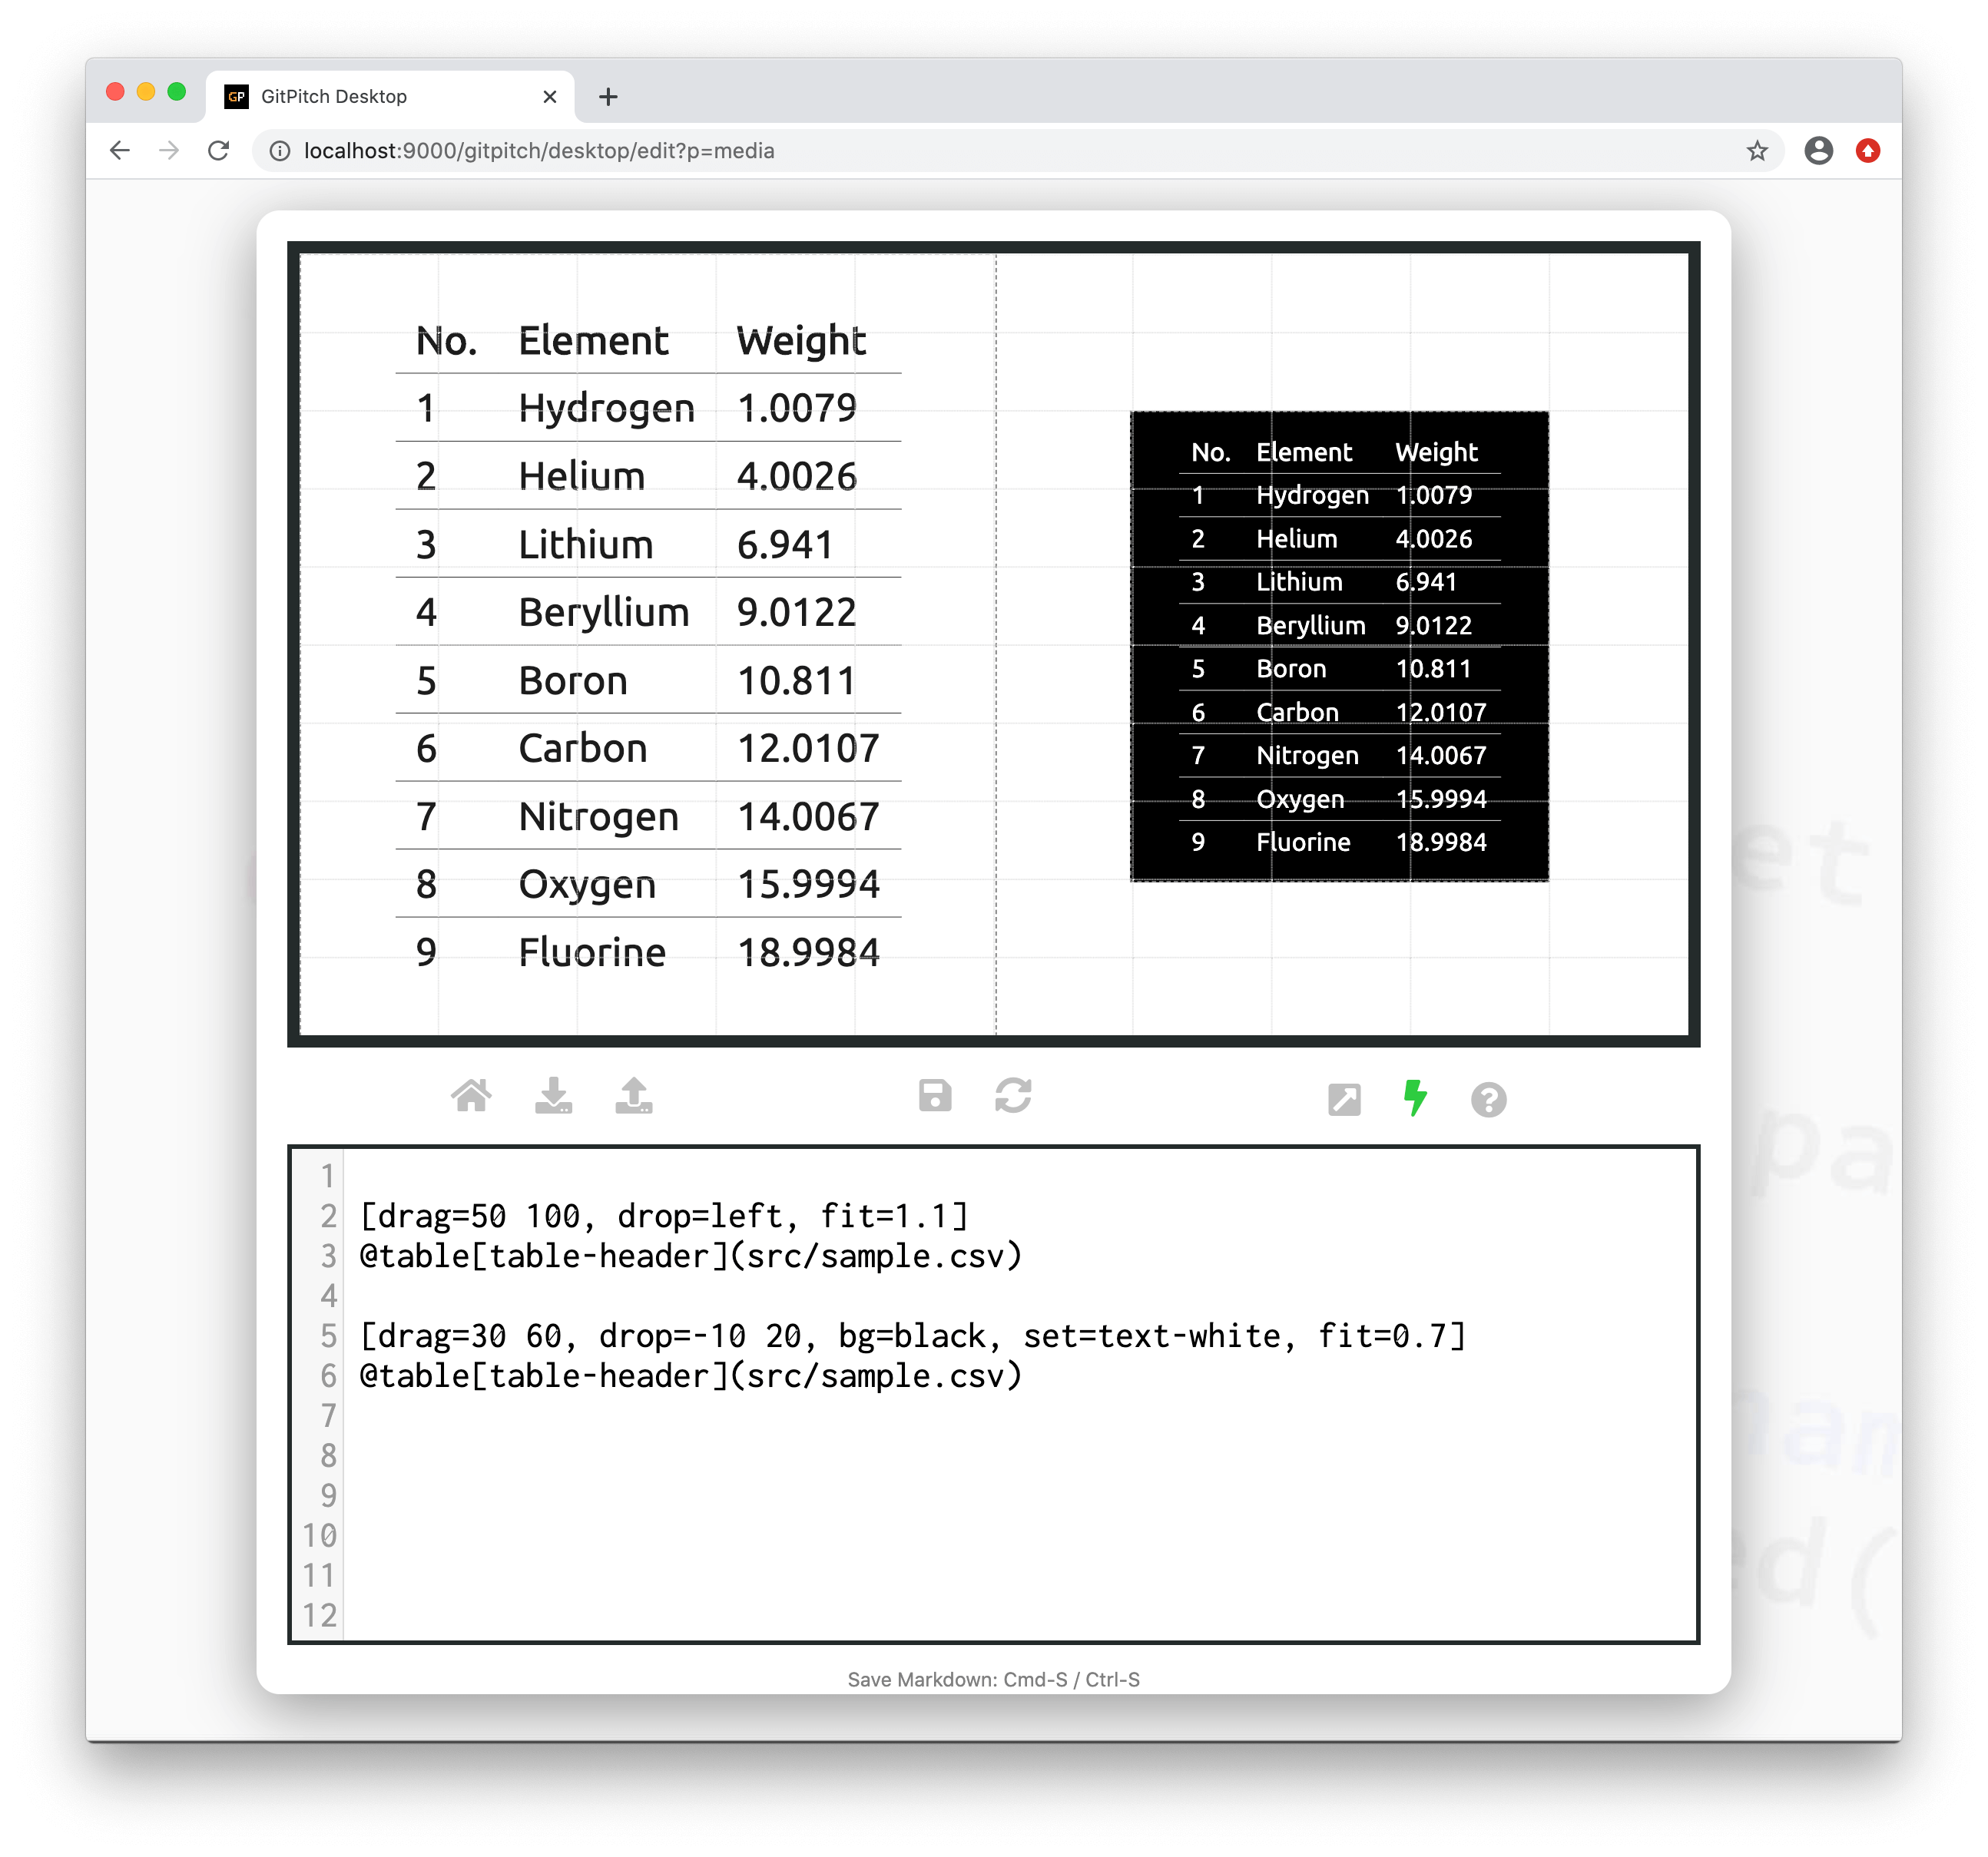 GP GitPitch Desktop
localhost:9000/gitpitch/desktop/edit?p=media
No. Element Weight
1 Hydrogen 1.0079
2 Helium 4.0026
3 Lithium 6.941
4 Beryllium 9.0122
5 Boron 10.811
6 Carbon 12.0107
7 Nitrogen 14.0067
8 Oxygen 15.9994
9 Fluorine 18.9984
No. Element Weight
1 Hydrogen 1.0079
2 Helium 4.0026
3 Lithium 6.941
4 Beryllium 9.0122
5 Boron 10.811
6 Carbon 12.0107
7 Nitrogen 14.0067
8 Oxygen 15.9994
9 Fluorine 18.9984
1
2 [drag=50 100, drop=left, fit=1.1]
3 @table[table-header](src/sample.csv)
4
5 [drag=30 60, drop=-10 20, bg=black, set=text-white, fit=0.7]
6 @table[table-header](src/sample.csv)
7
8
9
10
11
12
Save Markdown: Cmd-S / Ctrl-S